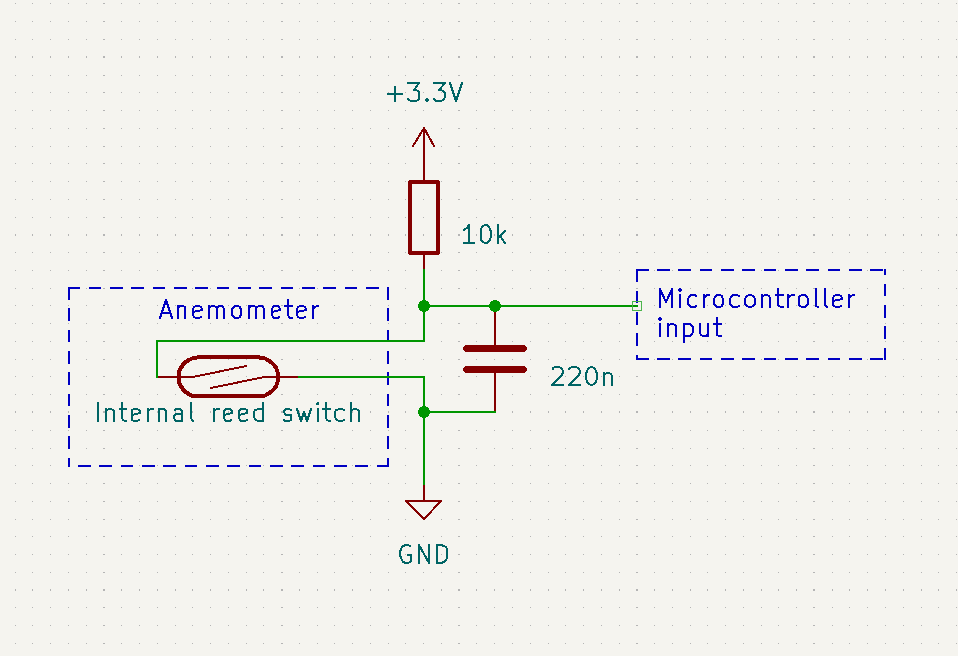 +3.3V
10k
Anemometer
Microcontroller
input
220n
Internal reed switch
GND